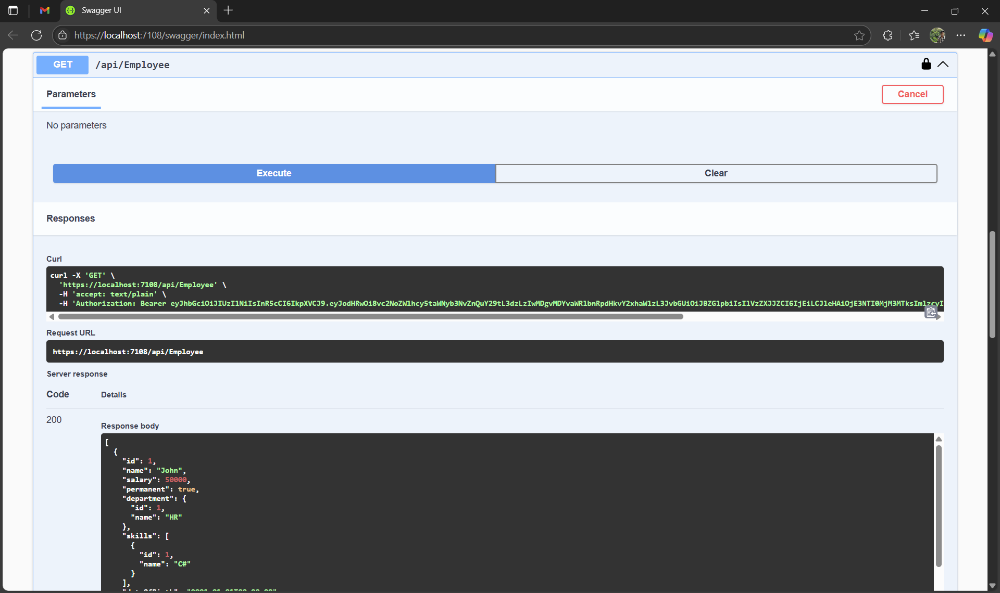 Swagger UI
https://localhost:7108/swagger/index.html
GET /api/Employee
Parameters
Cancel
No parameters
Execute
Clear
Responses
Curl
curl -X 'GET' \
'https://localhost:7108/api/Employee' \
-H 'accept: text/plain' \
-H 'Authorization: Bearer eyJhbGciOiJIUzI1NiIsInR5cCI6IkpXVCJ9.eyJodHRwOi8vc2NoZW1hcy5taWNyb3NvZnQuY29tL3dzLzIwMDgvMDYvaWRlbnRpdHkvY2xhaW1zL3JvbGUiOiJBZG1pbiIsIlVzZXJJZCI6IjEiLCJleHAiOjE3NTI0MjM3MTksImlzcyI
Request URL
https://localhost:7108/api/Employee
Server response
Code Details
200
Response body
[
{
"id": 1,
"name": "John",
"salary": 50000,
"permanent": true,
"department": {
"id": 1,
"name": "HR"
},
"skills": [
{
"id": 1,
"name": "C#"
}
],